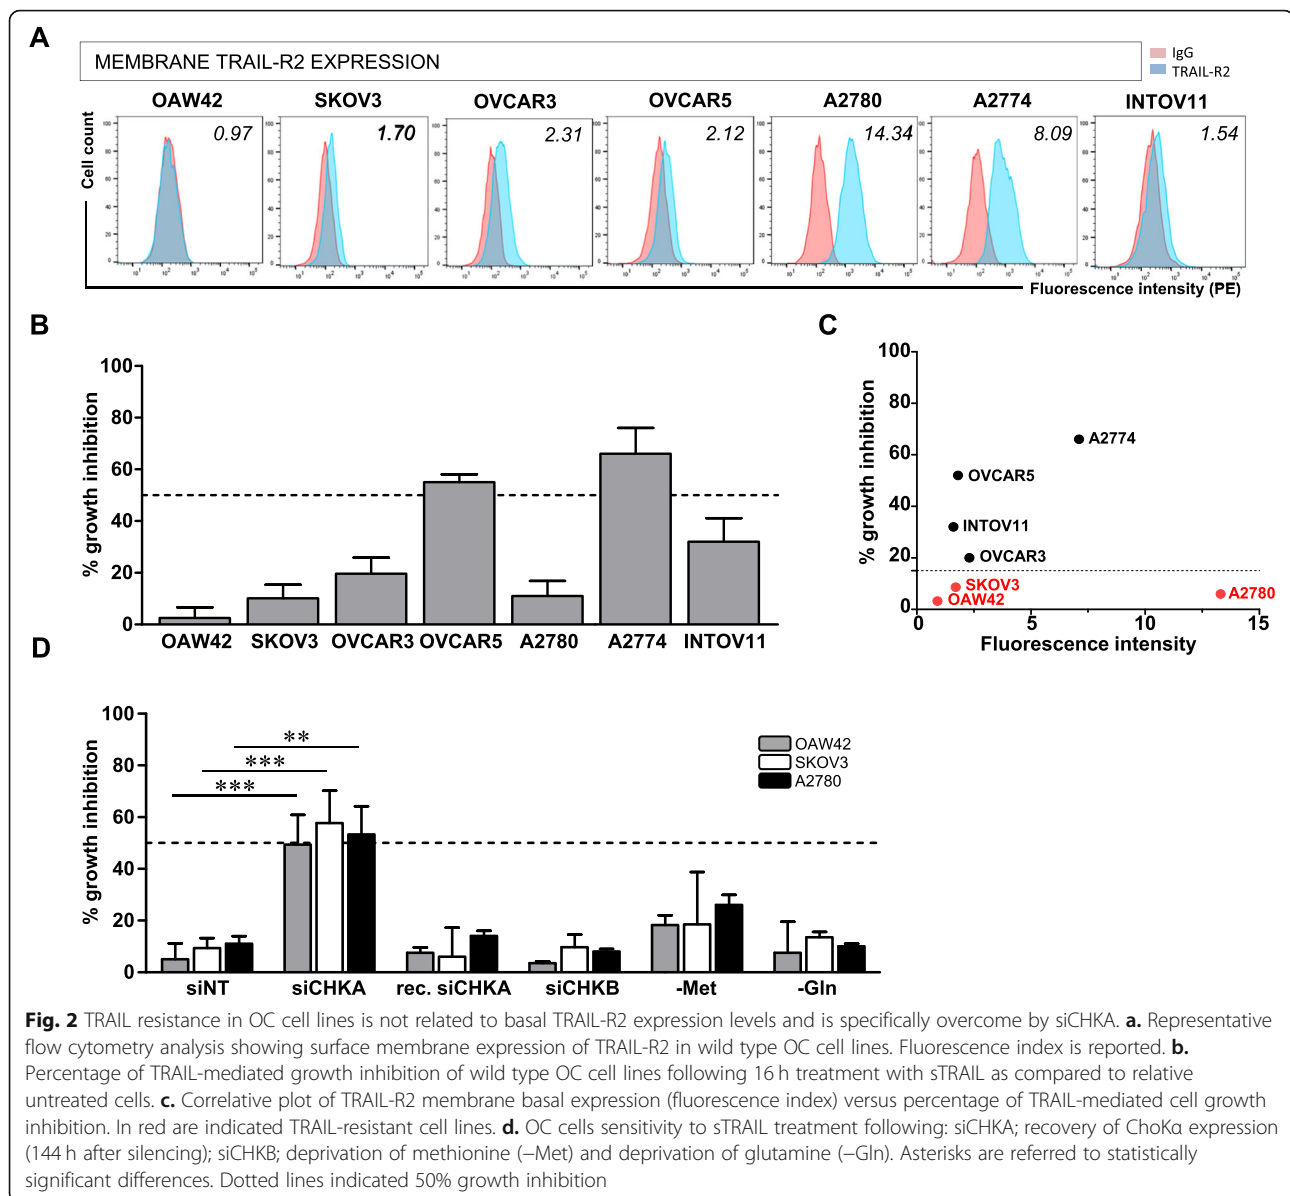 A
MEMBRANE TRAIL-R2 EXPRESSION
IgG
TRAIL-R2
OAW42 SKOV3 OVCAR3 OVCAR5 A2780 A2774 INTOV11
0.97 1.70 2.31 2.12 14.34 8.09 1.54
Cell count
Fluorescence intensity (PE)
B
% growth inhibition
100
80
60
40
20
0
OAW42 SKOV3 OVCAR3 OVCAR5 A2780 A2774 INTOV11
C
% growth inhibition
100
80
60
40
20
0
A2774
OVCAR5
INTOV11
OVCAR3
SKOV3
OAW42
A2780
0 5 10 15
Fluorescence intensity
D
% growth inhibition
100
80
60
40
20
0
**
***
***
OAW42
SKOV3
A2780
siNT siCHKA rec. siCHKA siCHKB -Met -Gln
Fig. 2 TRAIL resistance in OC cell lines is not related to basal TRAIL-R2 expression levels and is specifically overcome by siCHKA. a. Representative
flow cytometry analysis showing surface membrane expression of TRAIL-R2 in wild type OC cell lines. Fluorescence index is reported. b.
Percentage of TRAIL-mediated growth inhibition of wild type OC cell lines following 16 h treatment with sTRAIL as compared to relative
untreated cells. c. Correlative plot of TRAIL-R2 membrane basal expression (fluorescence index) versus percentage of TRAIL-mediated cell growth
inhibition. In red are indicated TRAIL-resistant cell lines. d. OC cells sensitivity to sTRAIL treatment following: siCHKA; recovery of ChoKα expression
(144 h after silencing); siCHKB; deprivation of methionine (−Met) and deprivation of glutamine (−Gln). Asterisks are referred to statistically
significant differences. Dotted lines indicated 50% growth inhibition